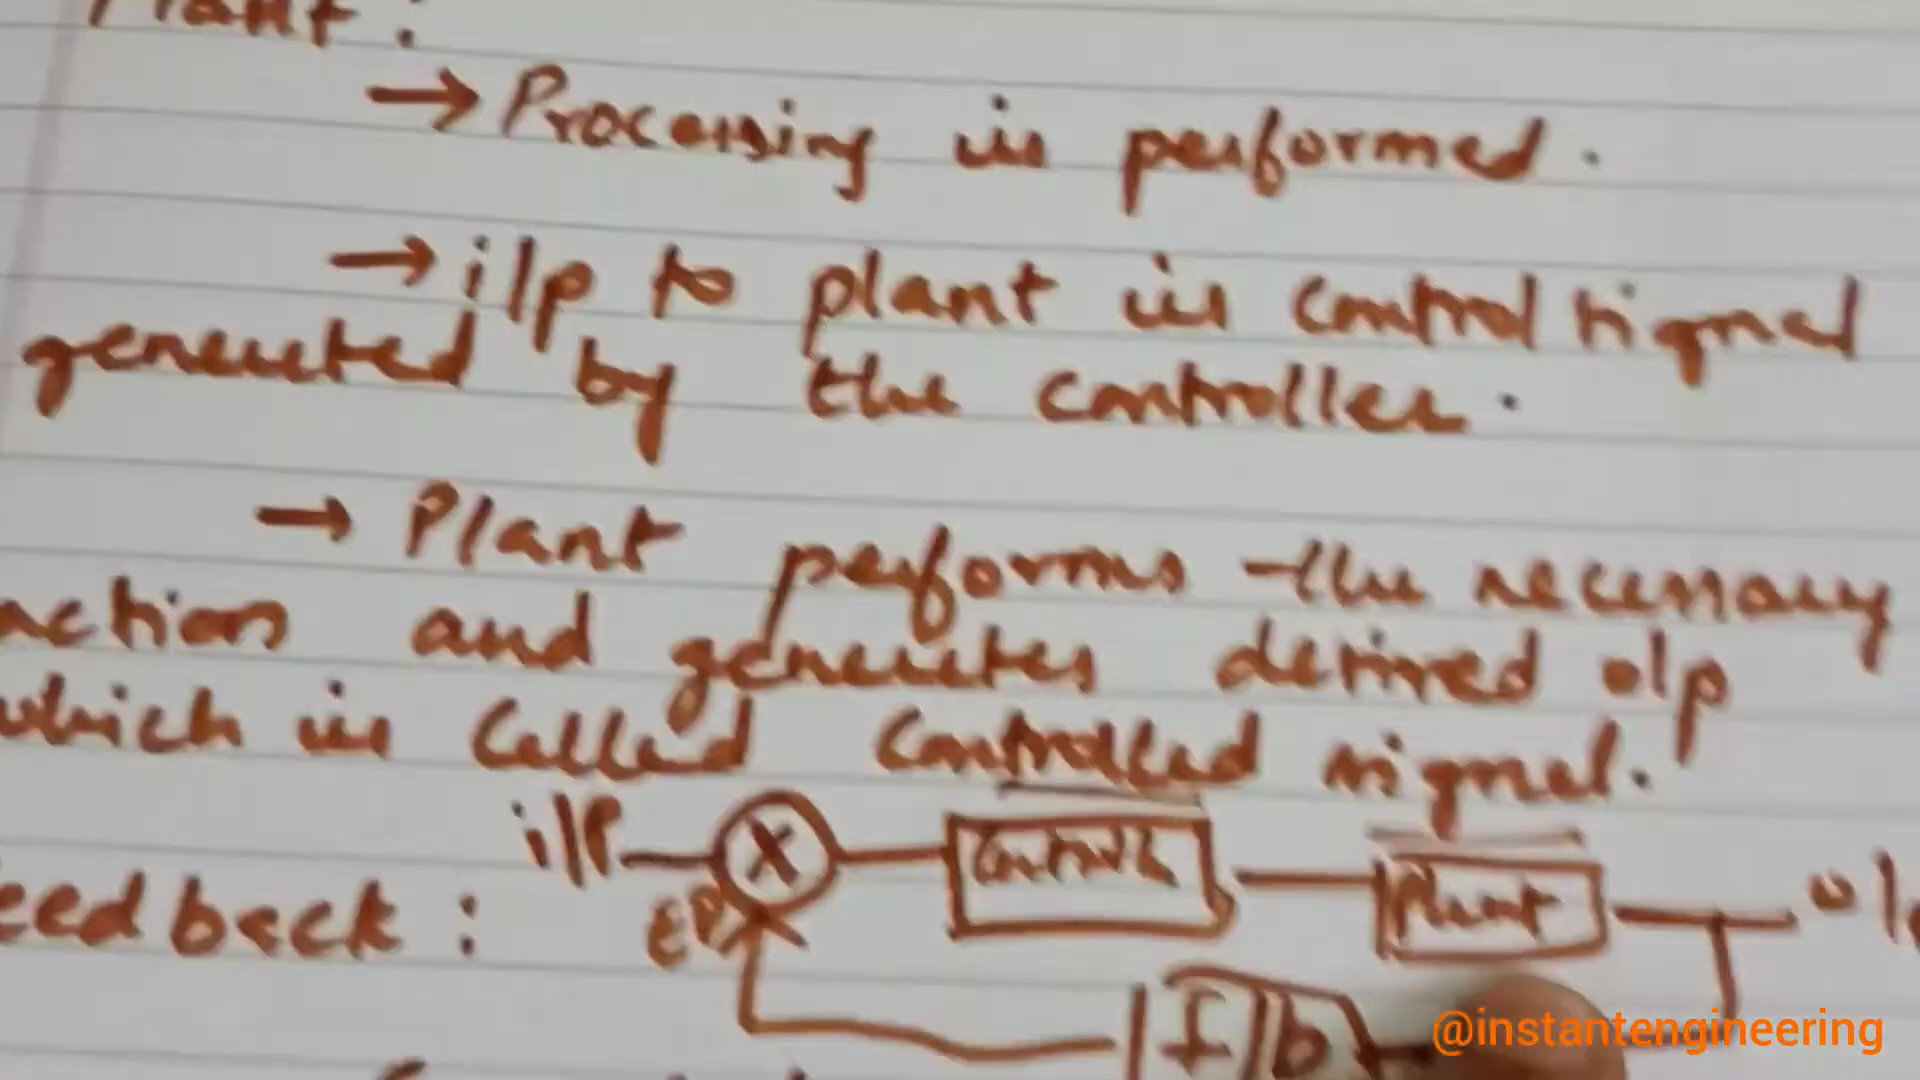 Plant:
→ Processing is performed.
→ i/p to plant is control signal
generated by the controller.
→ Plant performs the necessary
action and generates desired o/p
which is called controlled signal.
i/P X Plant
ED
feedback:
f/b
@instantengineering